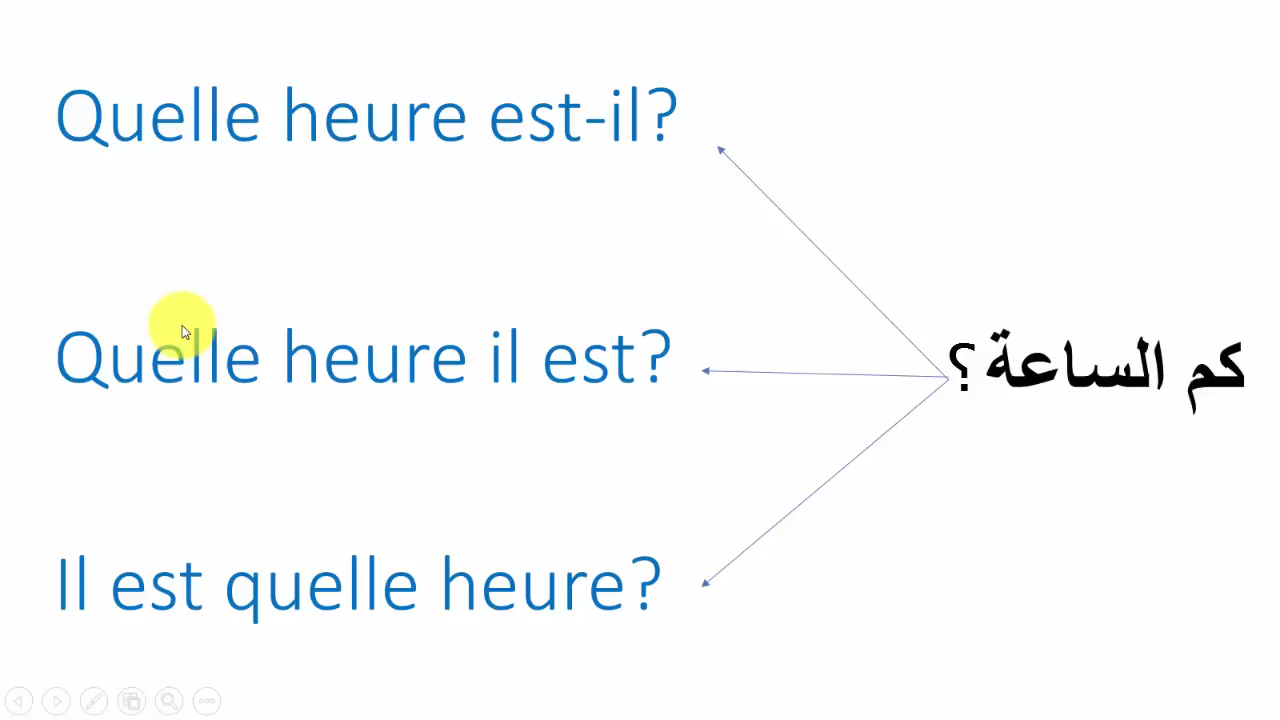 Quelle heure est-il?
Quelle heure il est?
كم الساعة؟
Il est quelle heure?